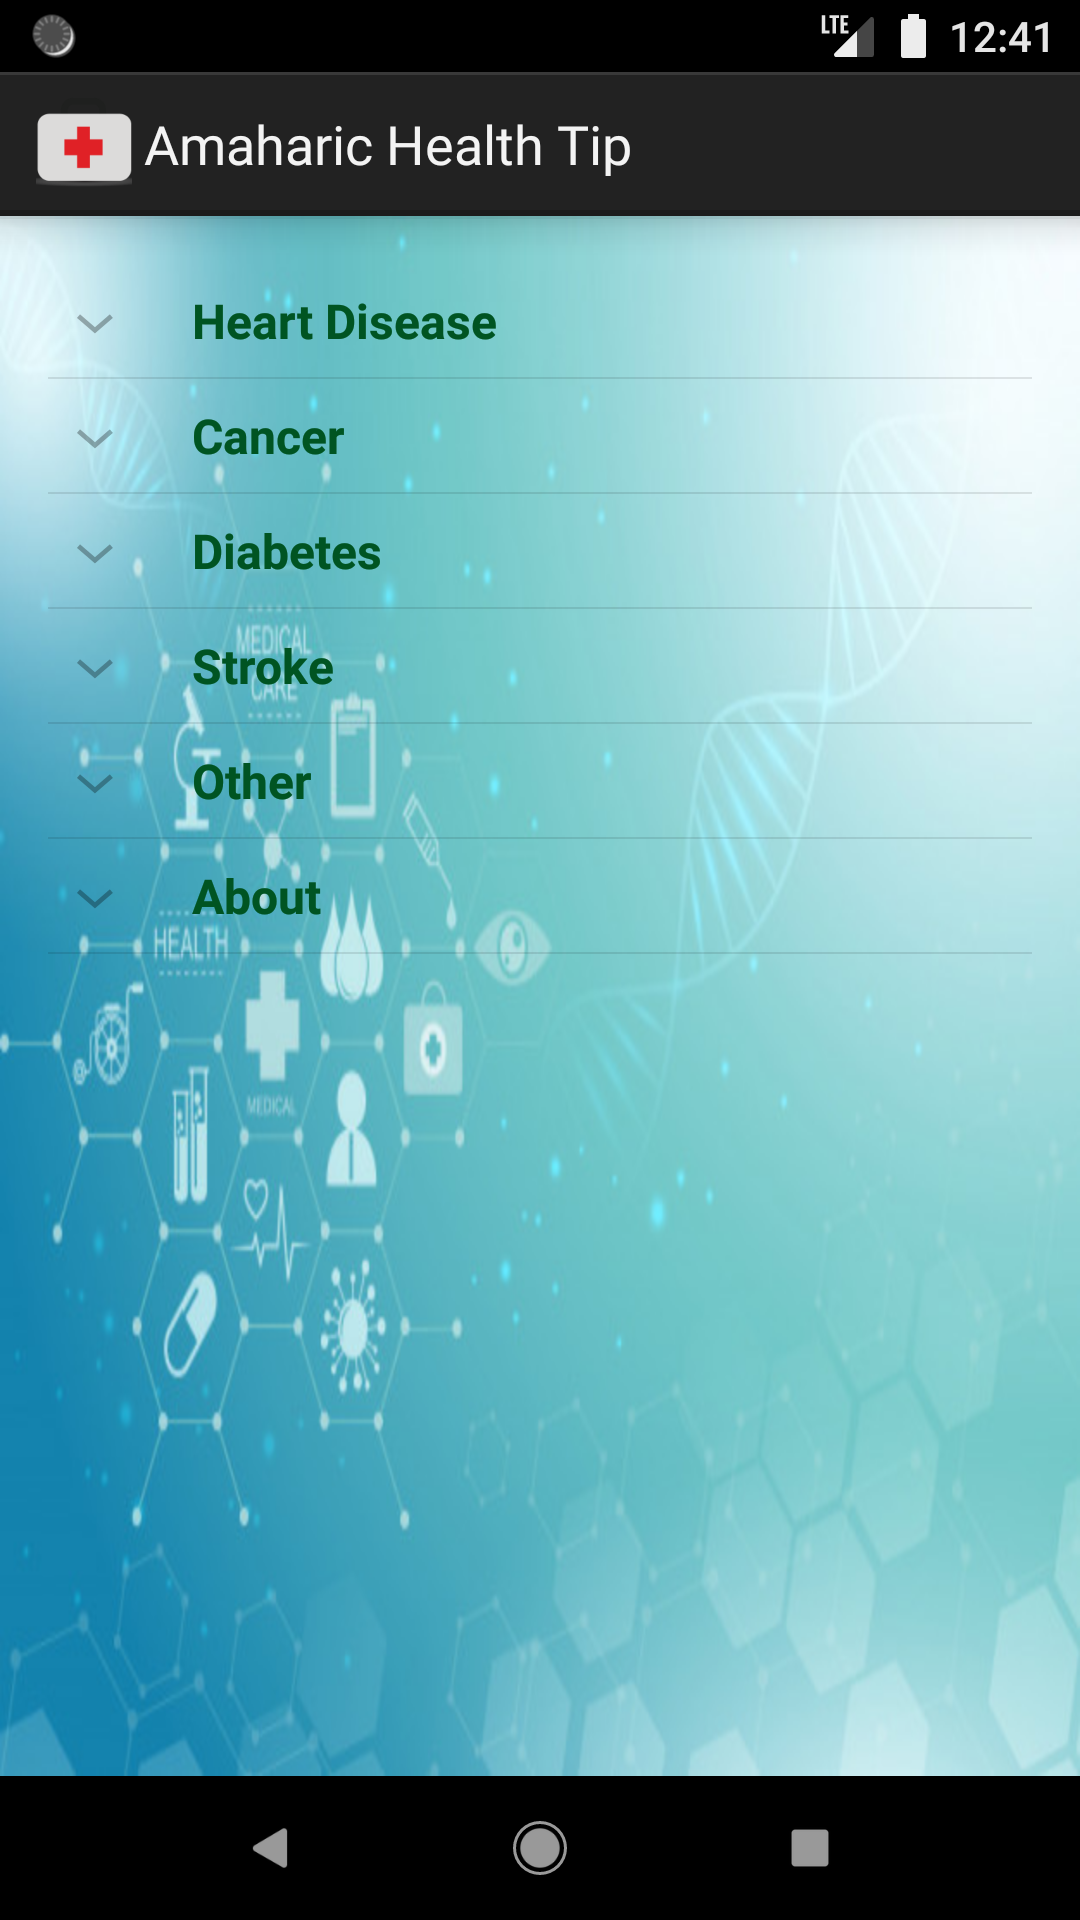 LTE 12:41
Amaharic Health Tip
Heart Disease
Cancer
Diabetes
MEDICAL
CARE
Stroke
Other
About
HEALTH
MEDICAL